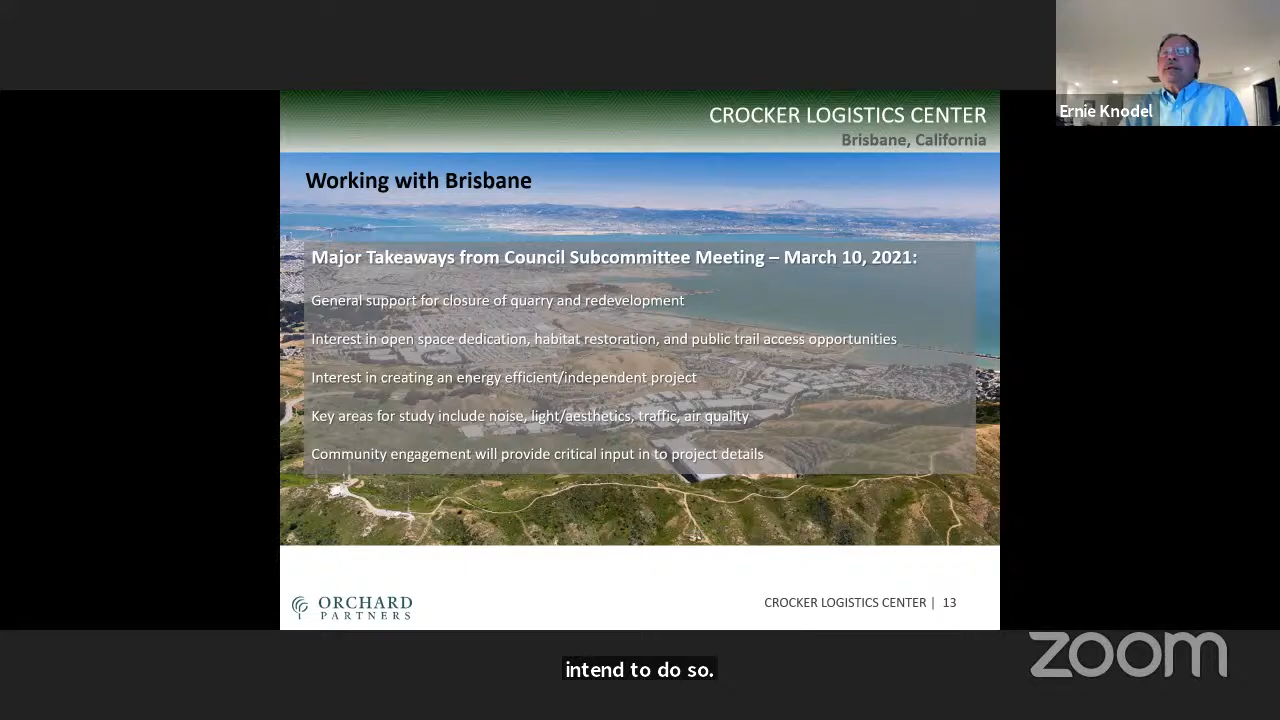 CROCKER LOGISTICS CENTER
Brisbane, California
Ernie Knodel
Working with Brisbane
Major Takeaways from Council Subcommittee Meeting – March 10, 2021:
General support for closure of quarry and redevelopment
Interest in open space dedication, habitat restoration, and public trail access opportunities
Interest in creating an energy efficient/independent project
Key areas for study include noise, light/aesthetics, traffic, air quality
Community engagement will provide critical input in to project details
ORCHARD
PARTNERS
CROCKER LOGISTICS CENTER | 13
zoom
intend to do so.